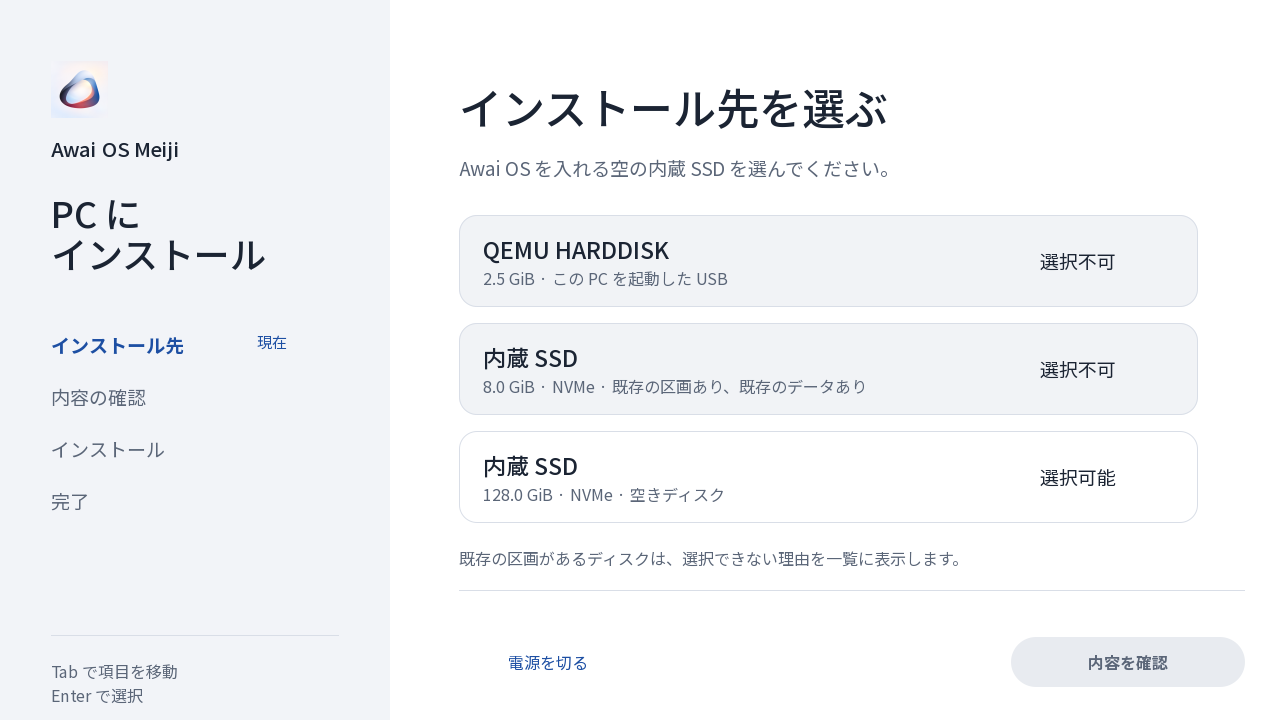 Awai OS Meiji
PC に
インストール
インストール先 現在
内容の確認
インストール
完了
Tab で項目を移動
Enter で選択
インストール先を選ぶ
Awai OS を入れる空の内蔵 SSD を選んでください。
QEMU HARDDISK
2.5 GiB · この PC を起動した USB
選択不可
内蔵 SSD
8.0 GiB · NVMe · 既存の区画あり、既存のデータあり
選択不可
内蔵 SSD
128.0 GiB · NVMe · 空きディスク
選択可能
既存の区画があるディスクは、選択できない理由を一覧に表示します。
電源を切る
内容を確認